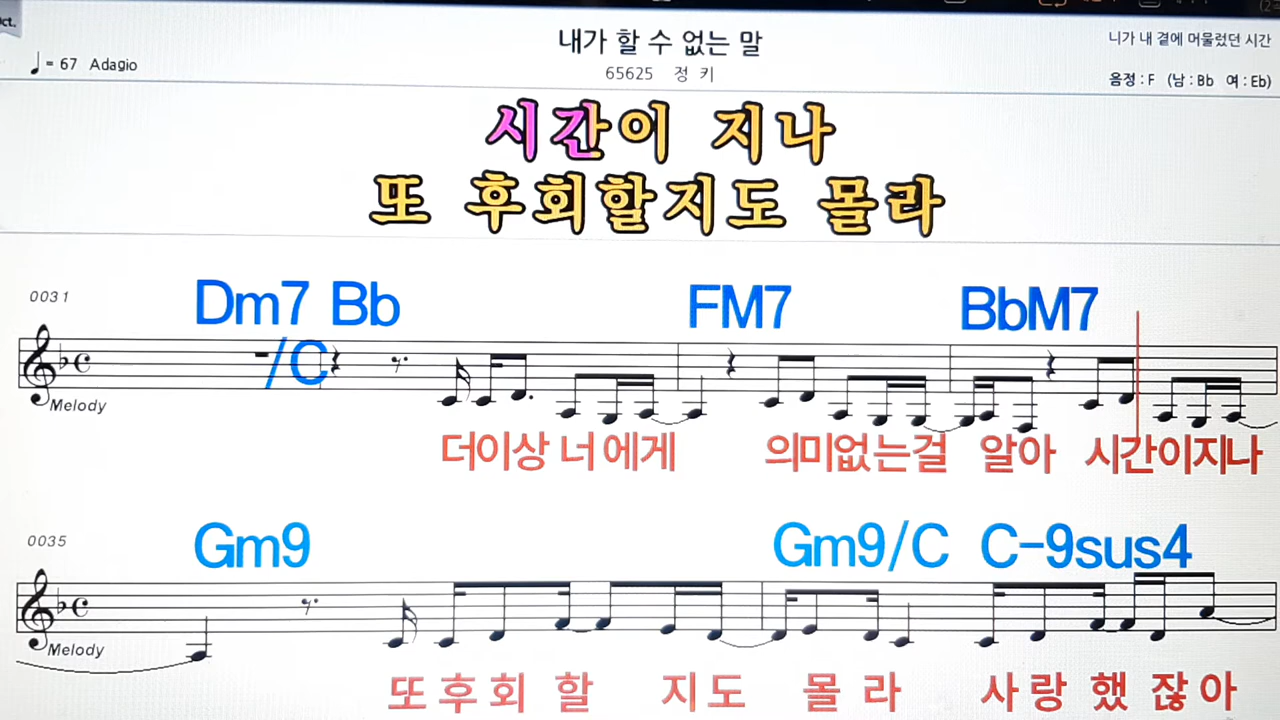 내가 할 수 없는 말
니가 내 곁에 머물렀던 시간
= 67 Adagio
65625 정 키
음정 : F (남 : Bb 여 : Eb)
시간이 지나
또 후회할지도 몰라
0031
Dm7 Bb FM7 BbM7
/C
Melody
더이상 너에게 의미없는걸 알아 시간이지나
0035
Gm9 Gm9/C C-9sus4
Melody
또 후 회 할 지 도 몰 라 사 랑 했 잖 아